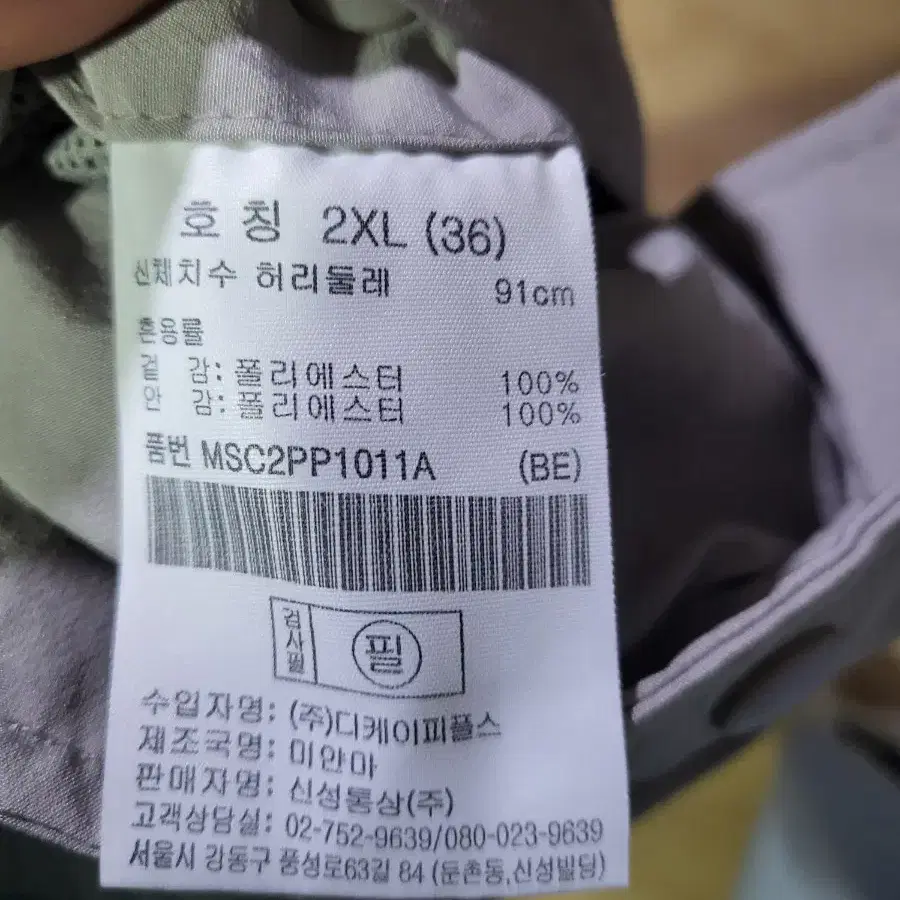 호칭 2XL (36)
신체치수 허리둘레 91cm
혼용률
겉 감: 폴리에스터 100%
안 감: 폴리에스터 100%
품번 MSC2PP1011A (BE)
검사필 필
수입자명: (주)디케이피플스
제조국명: 미얀마
판매자명: 신성통상(주)
고객상담실: 02-752-9639/080-023-9639
서울시 강동구 풍성로63길 84 (둔촌동,신성빌딩)